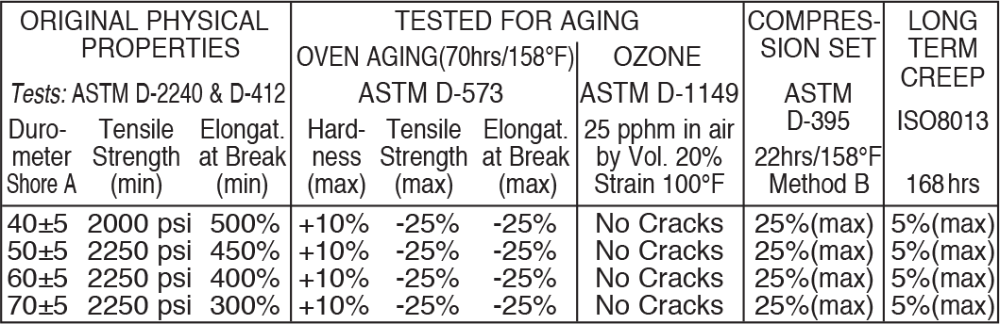 ORIGINAL PHYSICAL
PROPERTIES
Tests: ASTM D-2240 & D-412
Duro- Tensile Elongat.
meter Strength at Break
Shore A (min) (min)
TESTED FOR AGING
OVEN AGING(70hrs/158°F)
ASTM D-573
Hard- Tensile Elongat.
ness Strength at Break
(max) (max) (max)
OZONE
ASTM D-1149
25 pphm in air
by Vol. 20%
Strain 100°F
COMPRES-
SION SET
ASTM
D-395
22hrs/158°F
Method B
LONG
TERM
CREEP
ISO8013
168 hrs
40±5 2000 psi 500% +10% -25% -25% No Cracks 25%(max) 5%(max)
50±5 2250 psi 450% +10% -25% -25% No Cracks 25%(max) 5%(max)
60±5 2250 psi 400% +10% -25% -25% No Cracks 25%(max) 5%(max)
70±5 2250 psi 300% +10% -25% -25% No Cracks 25%(max) 5%(max)